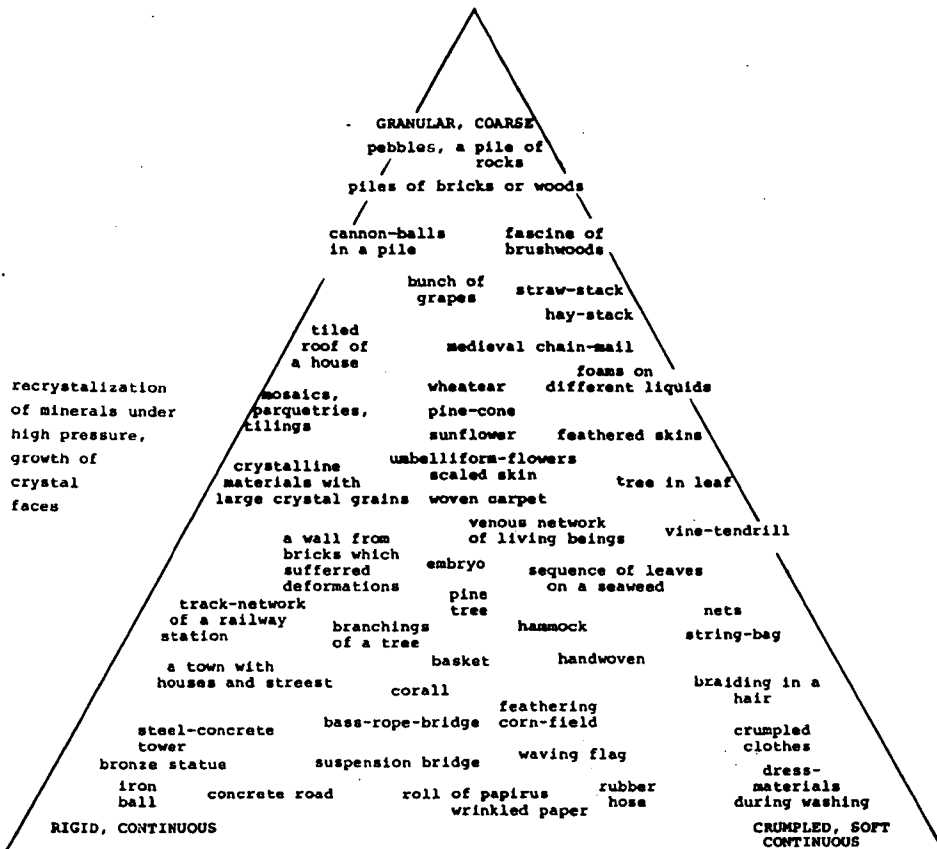 GRANULAR, COARSE
pebbles, a pile of
rocks
piles of bricks or woods
cannon-balls
in a pile
fascine of
brushwoods
bunch of
grapes
straw-stack
hay-stack
tiled
roof of
a house
medieval chain-mail
foams on
different liquids
recrystalization
of minerals under
high pressure,
growth of
crystal
faces
mosaics,
parquetries,
tilings
wheatear
pine-cone
sunflower
feathered skins
umbelliform-flowers
scaled skin
crystalline
materials with
large crystal grains
woven carpet
tree in leaf
venous network
of living beings
vine-tendrill
a wall from
bricks which
sufferred
deformations
embryo
sequence of leaves
on a seaweed
pine
tree
track-network
of a railway
station
branchings
of a tree
hammock
nets
string-bag
basket
handwoven
a town with
houses and streest
corall
braiding in a
hair
feathering
corn-field
bass-rope-bridge
steel-concrete
tower
crumpled
clothes
bronze statue
suspension bridge
waving flag
iron
ball
concrete road
roll of papirus
wrinkled paper
rubber
hose
dress-
materials
during washing
RIGID, CONTINUOUS
CRUMPLED, SOFT
CONTINUOUS